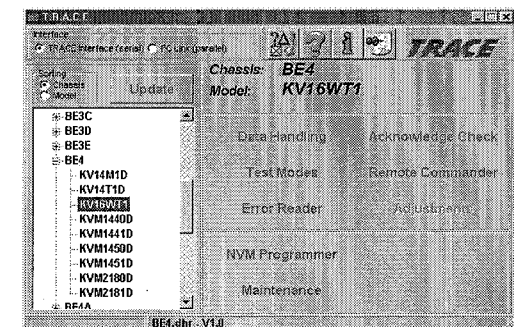 T.R.A.C.E.
Interface
TRACC Interface (serial) PC Link (parallel)
TRACE
Sorting
Chassis
Model
Update
Chassis: BE4
Model: KV16WT1
BE3C
BE3D
BE3E
BE4
KV14M1D
KV14T1D
KV16WT1
KVM1440D
KVM1441D
KVM1450D
KVM1451D
KVM2180D
KVM2181D
BE4A
Data Handling Acknowledge Check
Test Modes Remote Commander
Error Reader Adjustments
NVM Programmer
Maintenance
BE4.dhr V1.0